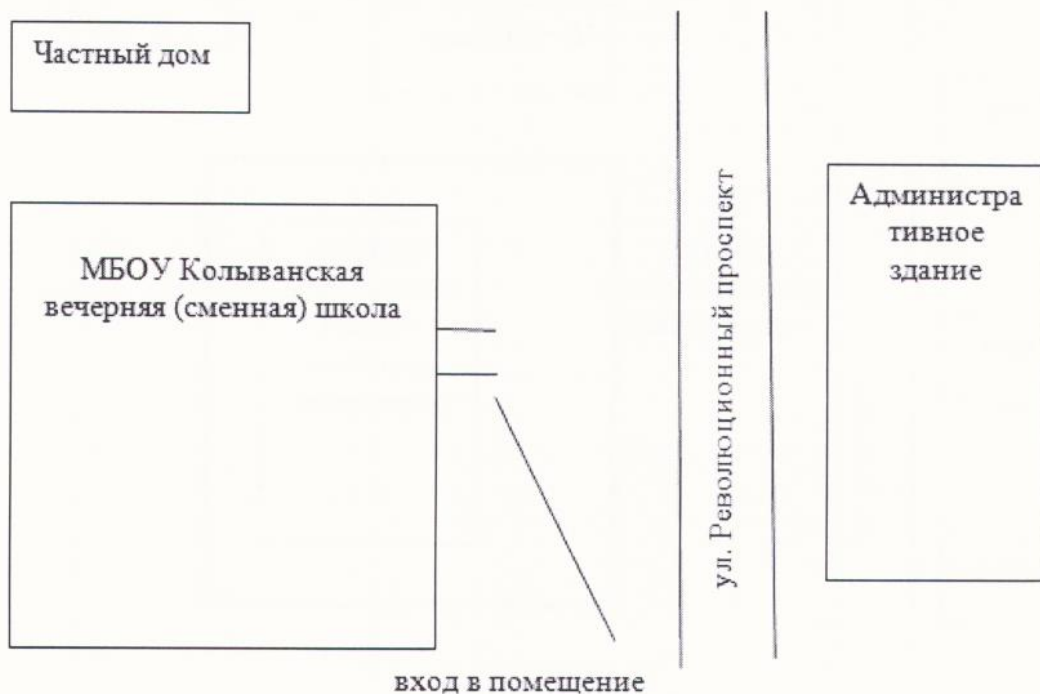 Частный дом
МБОУ Колыванская
вечерняя (сменная) школа
ул. Революционный проспект
Администра
тивное
здание
вход в помещение